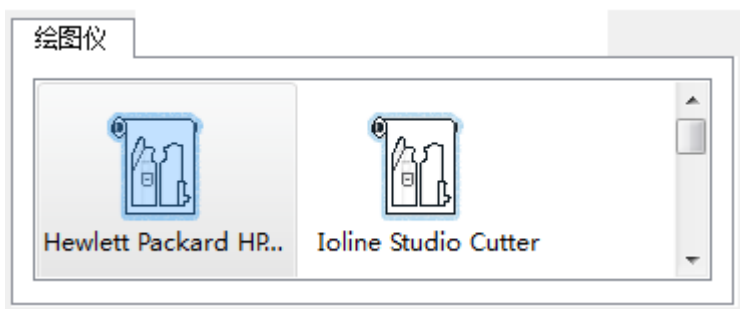 绘图仪
Hewlett Packard HP...
Ioline Studio Cutter